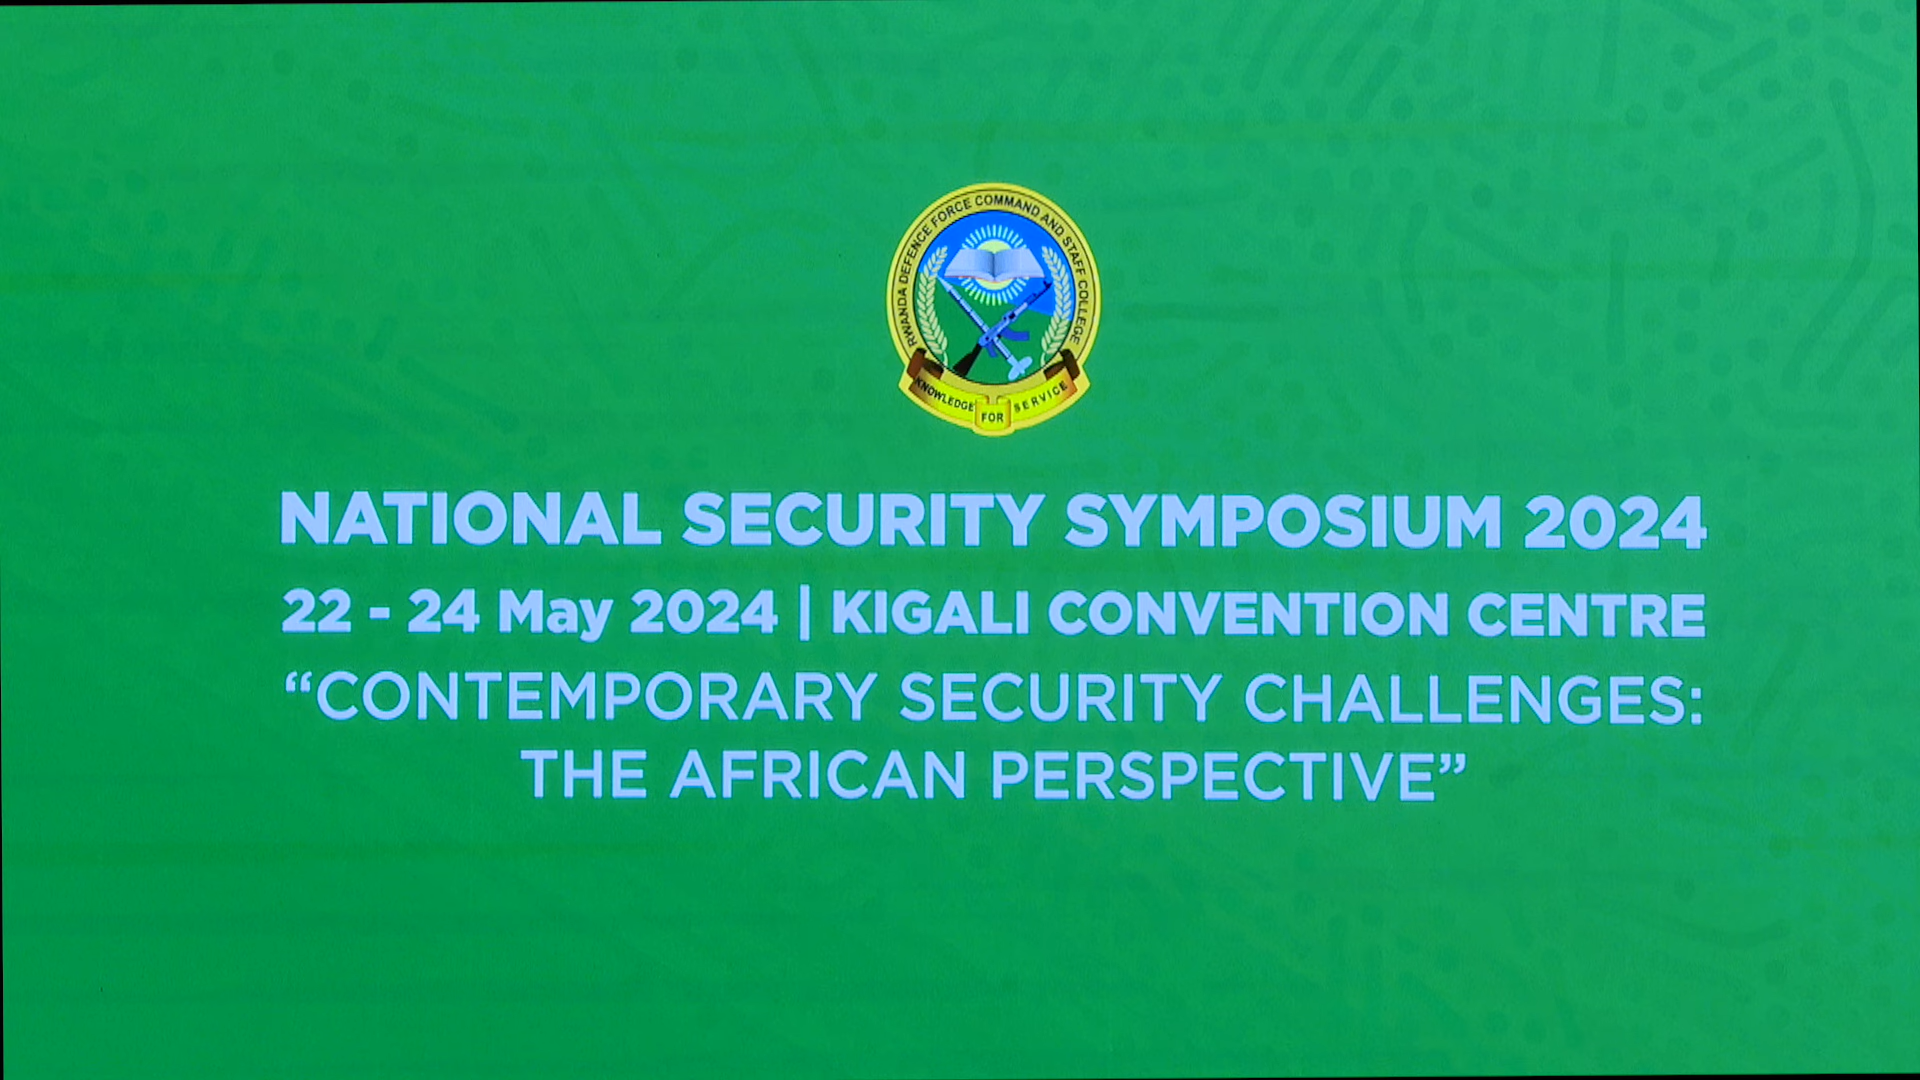 RWANDA DEFENCE FORCE COMMAND AND STAFF COLLEGE
KNOWLEDGE FOR SERVICE
NATIONAL SECURITY SYMPOSIUM 2024
22 - 24 May 2024 | KIGALI CONVENTION CENTRE
“CONTEMPORARY SECURITY CHALLENGES:
THE AFRICAN PERSPECTIVE”